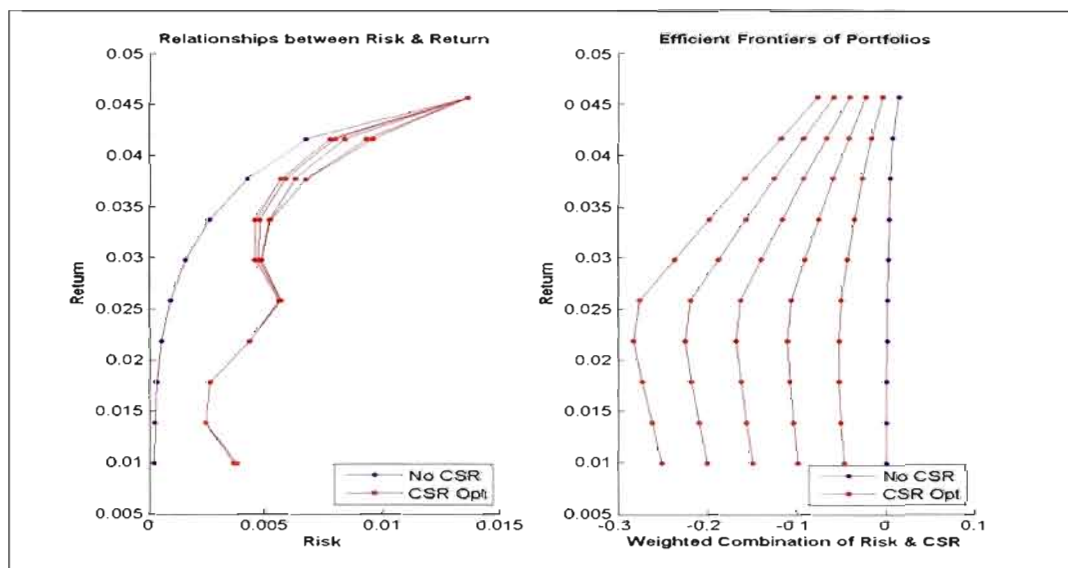 Relationships between Risk & Return
0.05
0.045
0.04
0.035
0.03
0.025
0.02
0.015
0.01
0.005
Return
0
0.005
0.01
0.015
Risk
No CSR
CSR Opt
Efficient Frontiers of Portfolios
0.05
0.045
0.04
0.035
0.03
0.025
0.02
0.015
0.01
0.005
Return
-0.3
-0.2
-0.1
0
0.1
Weighted Combination of Risk & CSR
No CSR
CSR Opt